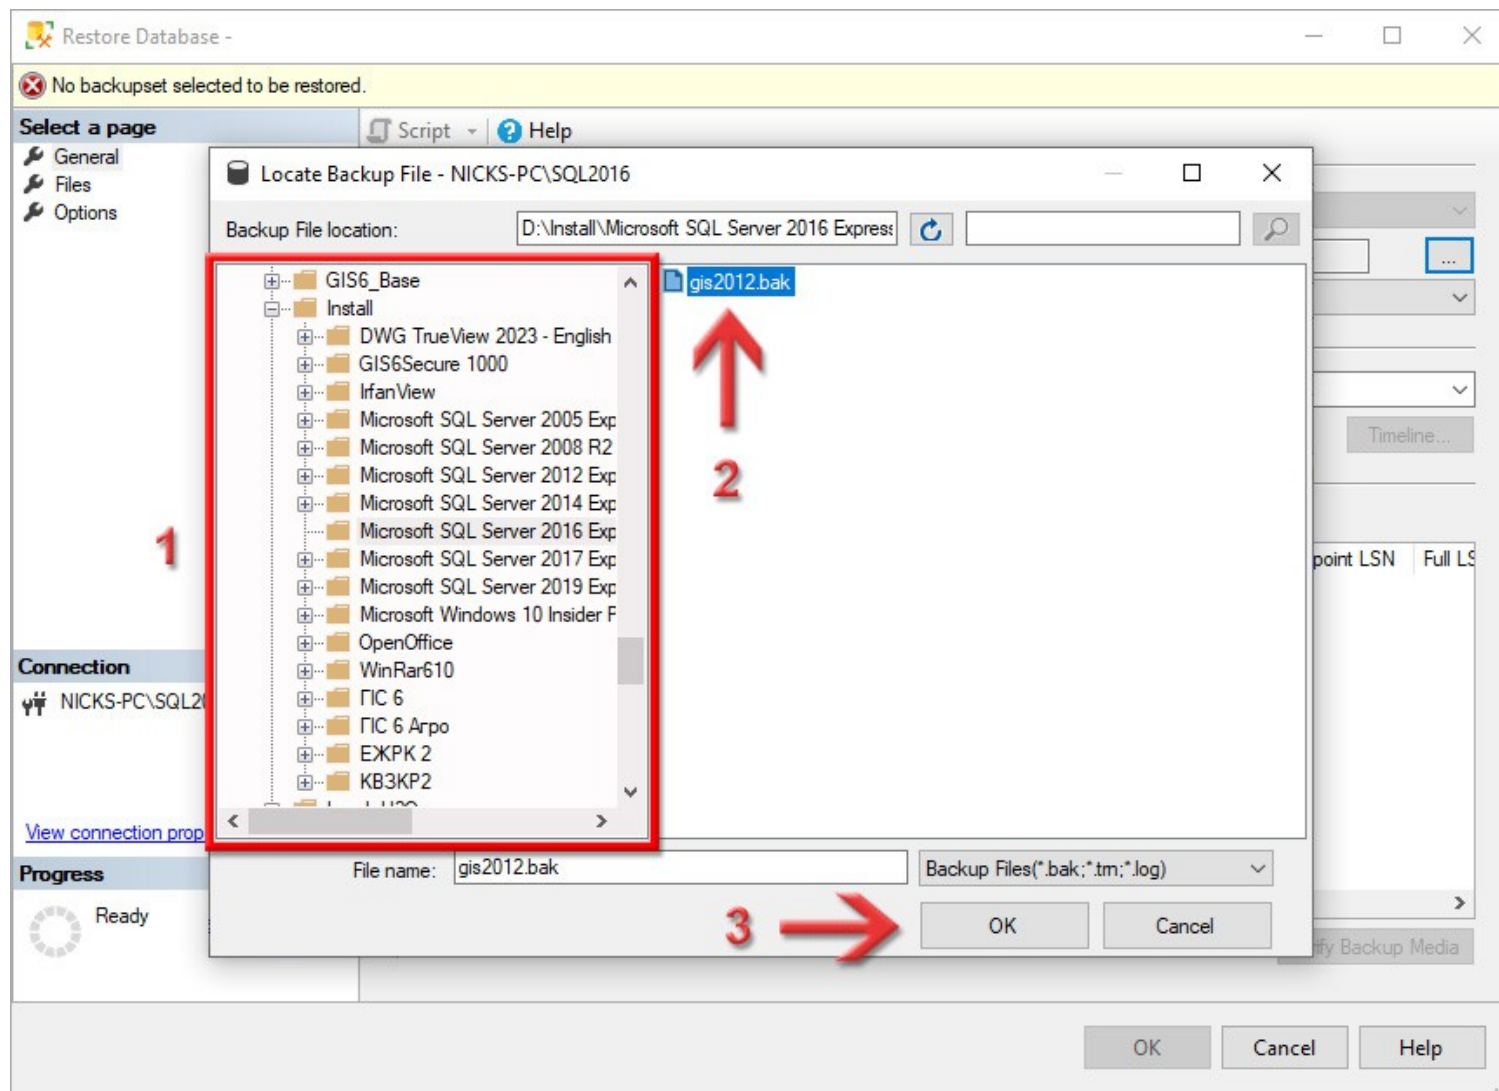 Restore Database -
No backupset selected to be restored.
Select a page
Script
Help
General
Files
Options
Locate Backup File - NICKS-PC\SQL2016
Backup File location:
D:\Install\Microsoft SQL Server 2016 Express
...
GIS6_Base
Install
DWG TrueView 2023 - English
GIS6Secure 1000
IrfanView
Microsoft SQL Server 2005 Exp
Microsoft SQL Server 2008 R2
Microsoft SQL Server 2012 Exp
Microsoft SQL Server 2014 Exp
Microsoft SQL Server 2016 Exp
Microsoft SQL Server 2017 Exp
Microsoft SQL Server 2019 Exp
Microsoft Windows 10 Insider P
OpenOffice
WinRar610
ГІС 6
ГІС 6 Агро
ЕЖРК 2
КВЗКР2
gis2012.bak
1
2
Timeline...
point LSN
Full LS
Connection
NICKS-PC\SQL20
View connection prop
Progress
Ready
File name:
gis2012.bak
Backup Files(*.bak;*.trn;*.log)
3
OK
Cancel
ify Backup Media
OK
Cancel
Help